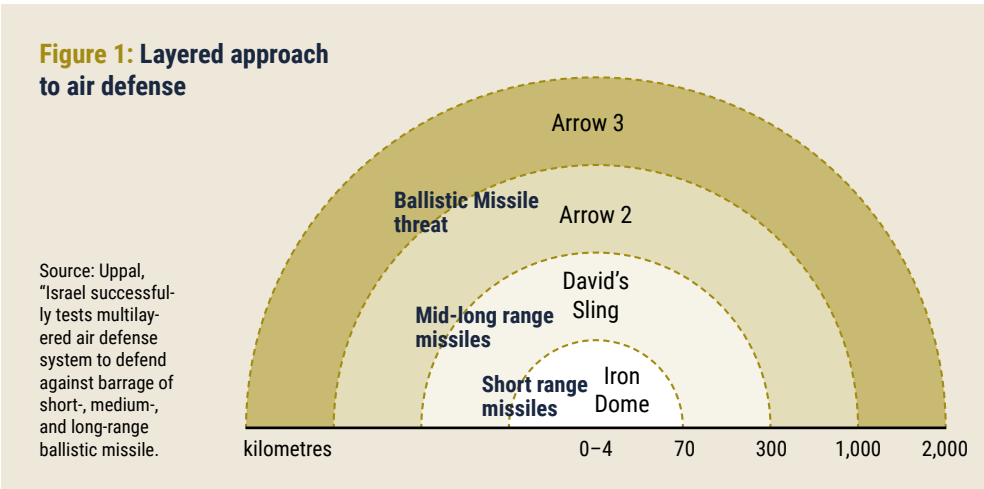 Figure 1: Layered approach
to air defense
Arrow 3
Ballistic Missile
threat
Arrow 2
David's
Sling
Mid-long range
missiles
Short range
missiles
Iron
Dome
Source: Uppal,
“Israel successful-
ly tests multilay-
ered air defense
system to defend
against barrage of
short-, medium-,
and long-range
ballistic missile.
kilometres
0–4 70 300 1,000 2,000